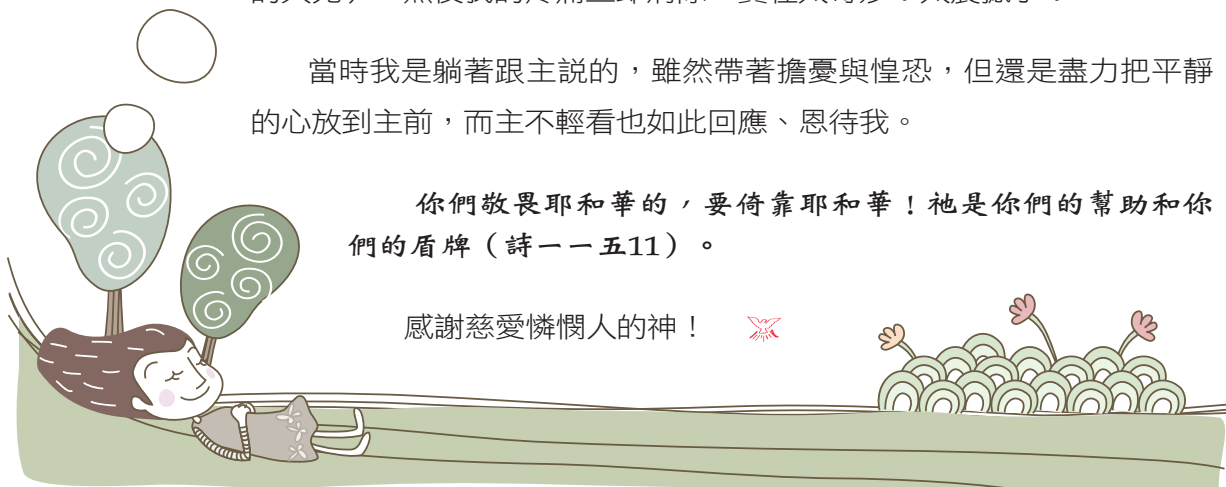 當時我是躺著跟主說的，雖然帶著擔憂與惶恐，但還是盡力把平靜
的心放到主前，而主不輕看也如此回應、恩待我。
你們敬畏耶和華的，要倚靠耶和華！祂是你們的幫助和你
們的盾牌（詩一一五11）。
感謝慈愛憐憫人的神！